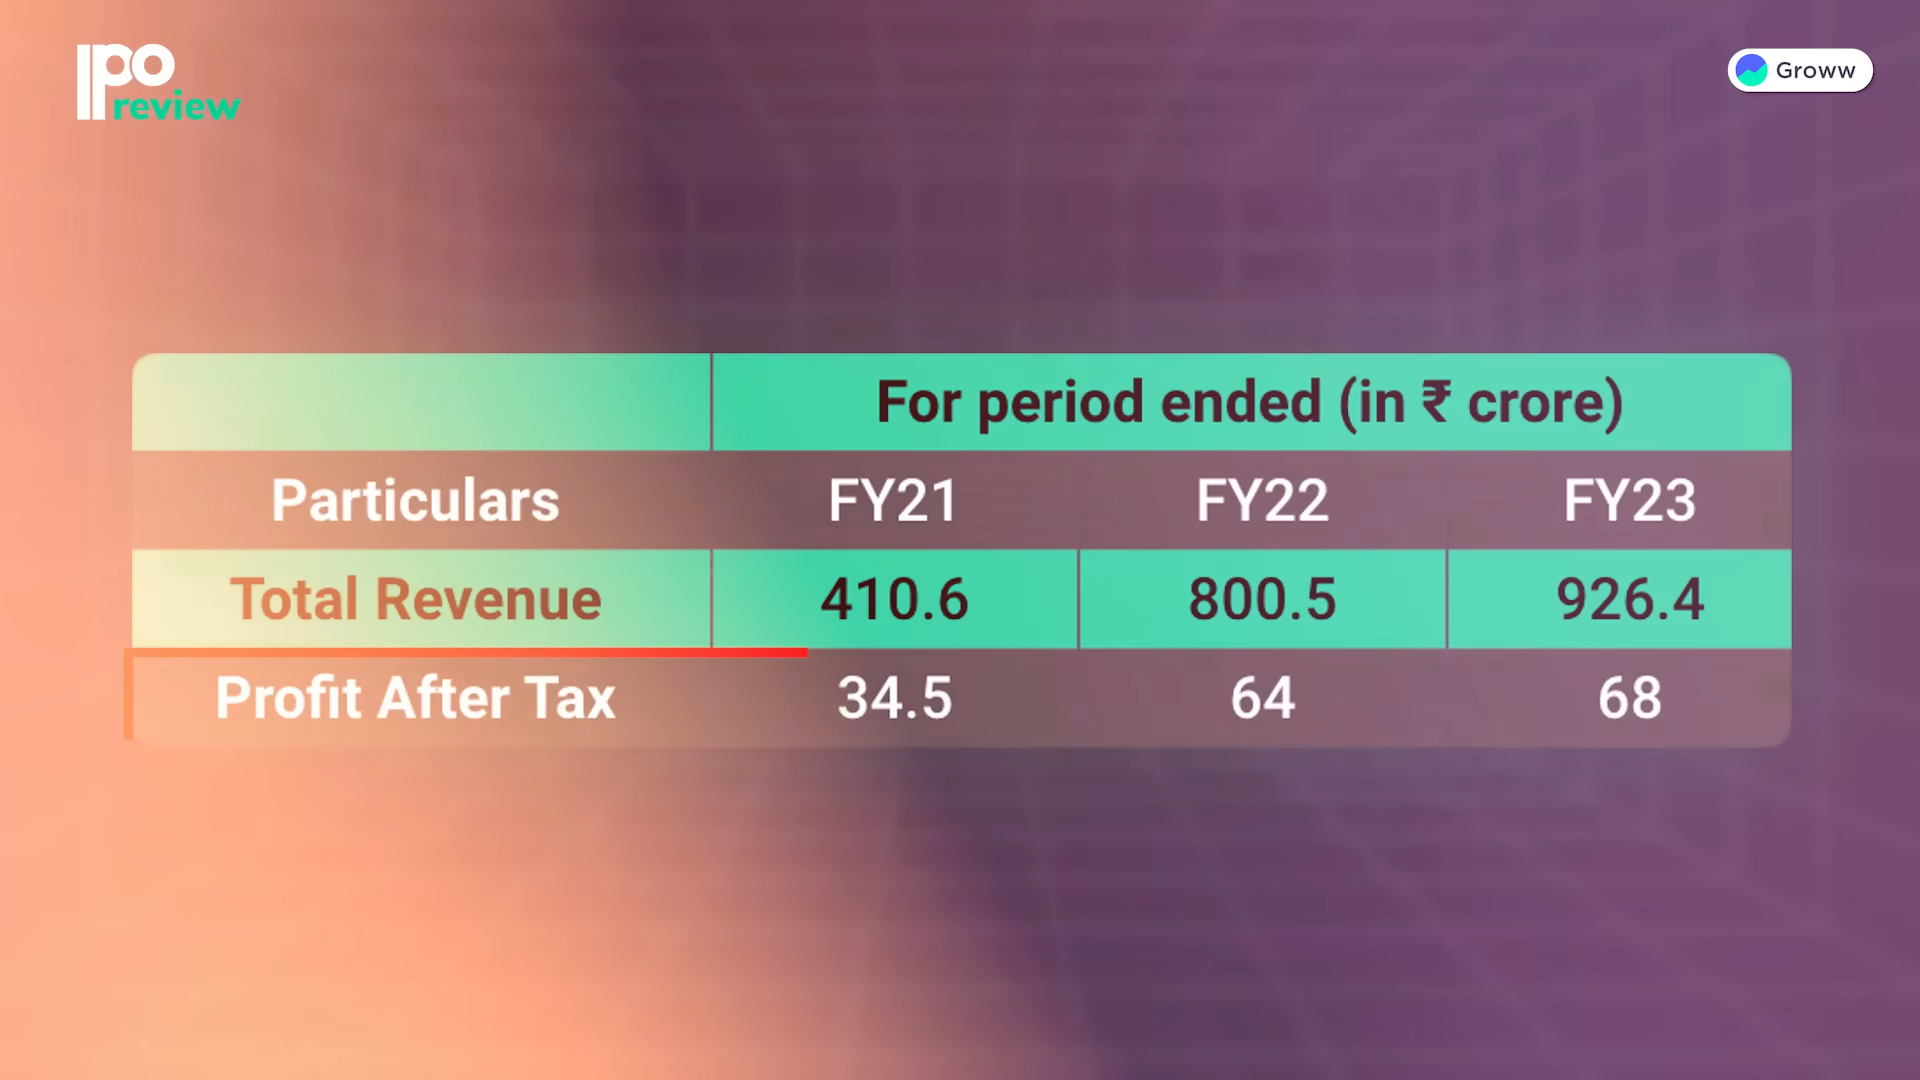 IPO
review
Groww
For period ended (in ₹ crore)
Particulars FY21 FY22 FY23
Total Revenue 410.6 800.5 926.4
Profit After Tax 34.5 64 68